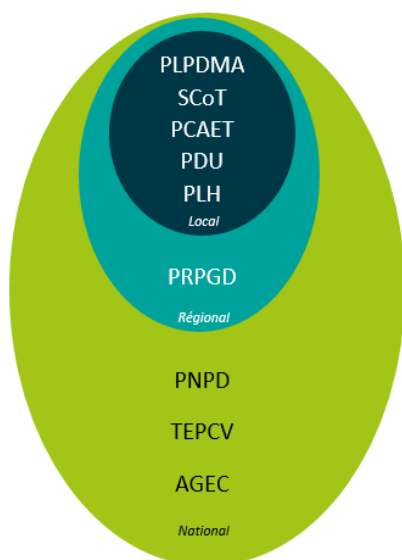 PLPDMA
SCoT
PCAET
PDU
PLH
Local
PRPGD
Régional
PNPD
TEPCV
AGEC
National